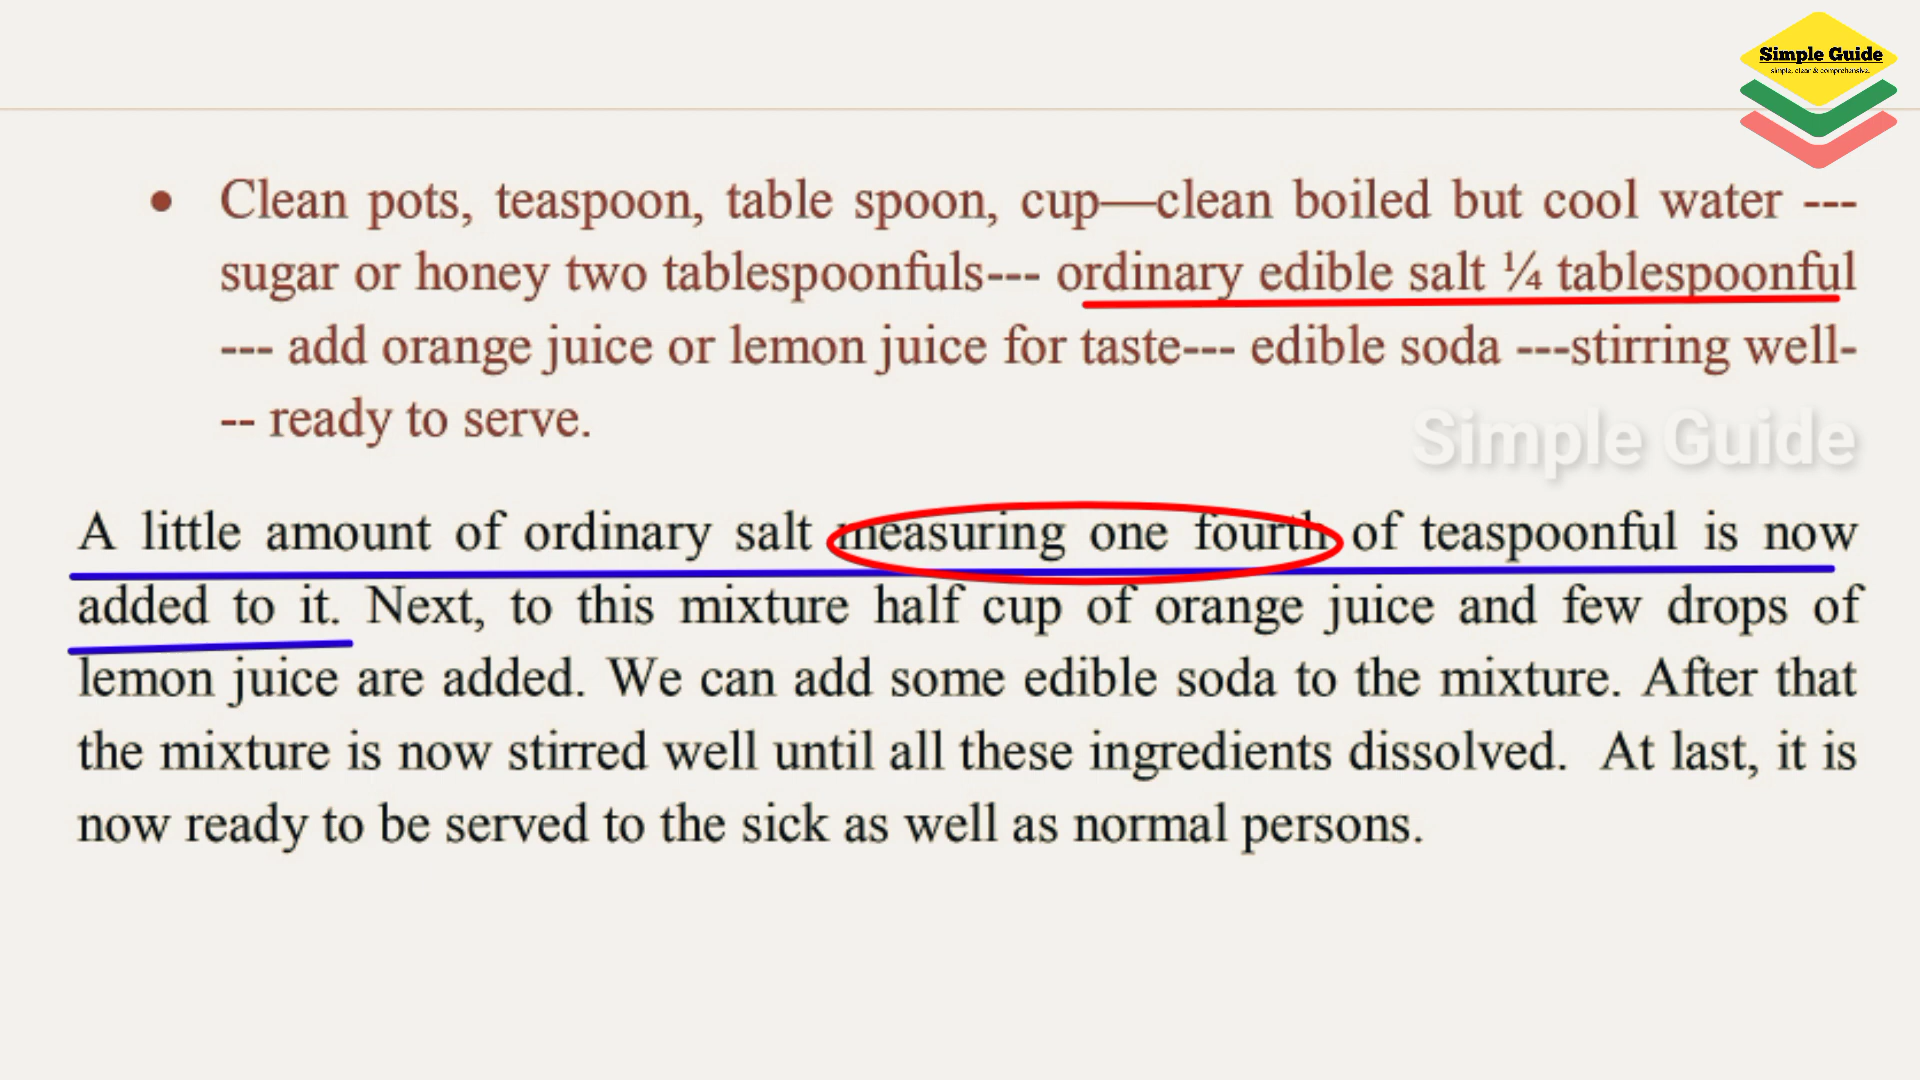 Simple Guide
simple, clear & comprehensive.
• Clean pots, teaspoon, table spoon, cup—clean boiled but cool water ---
sugar or honey two tablespoonfuls--- ordinary edible salt ¼ tablespoonful
--- add orange juice or lemon juice for taste--- edible soda ---stirring well-
-- ready to serve.
Simple Guide
A little amount of ordinary salt measuring one fourth of teaspoonful is now
added to it. Next, to this mixture half cup of orange juice and few drops of
lemon juice are added. We can add some edible soda to the mixture. After that
the mixture is now stirred well until all these ingredients dissolved. At last, it is
now ready to be served to the sick as well as normal persons.